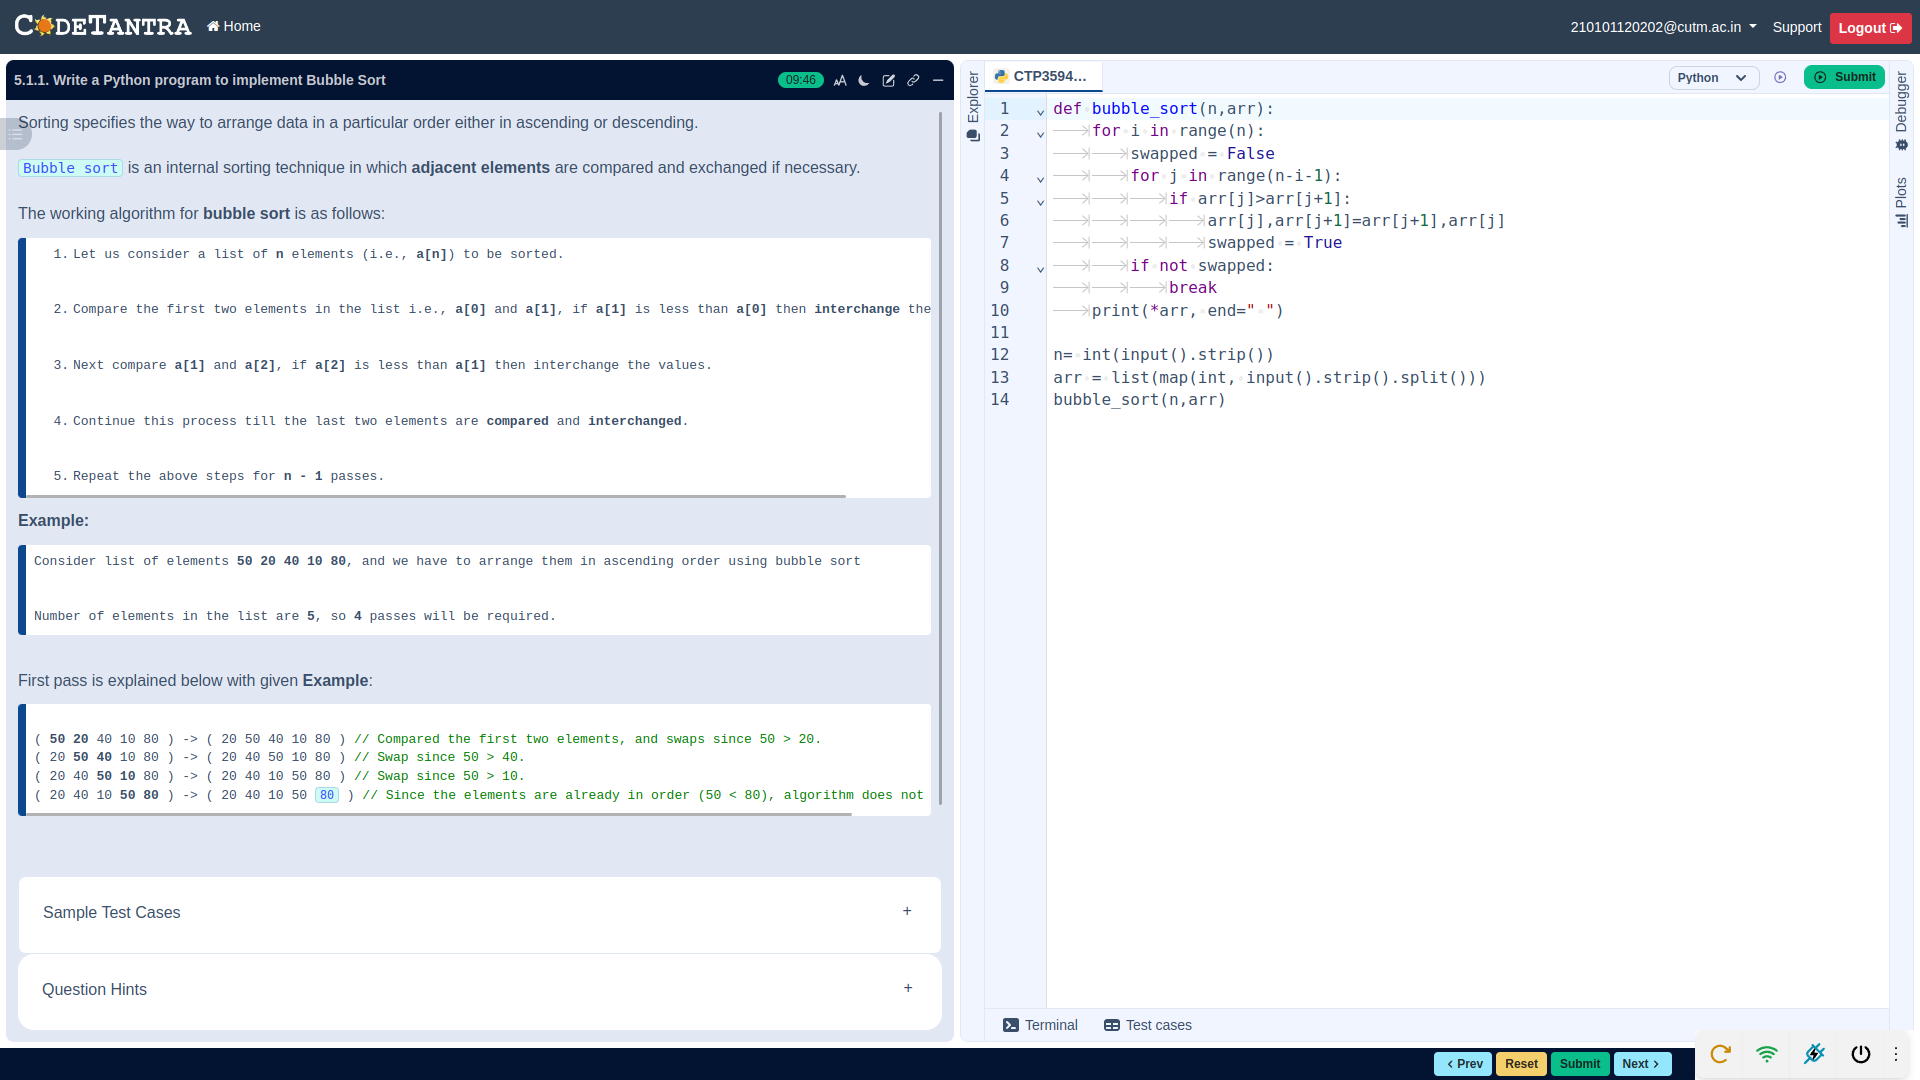 CODETANTRA
Home
210101120202@cutm.ac.in
Support
Logout
5.1.1. Write a Python program to implement Bubble Sort
09:46
AA
Sorting specifies the way to arrange data in a particular order either in ascending or descending.
Bubble sort is an internal sorting technique in which adjacent elements are compared and exchanged if necessary.
The working algorithm for bubble sort is as follows:
1. Let us consider a list of n elements (i.e., a[n]) to be sorted.
2. Compare the first two elements in the list i.e., a[0] and a[1], if a[1] is less than a[0] then interchange the
3. Next compare a[1] and a[2], if a[2] is less than a[1] then interchange the values.
4. Continue this process till the last two elements are compared and interchanged.
5. Repeat the above steps for n - 1 passes.
Example:
Consider list of elements 50 20 40 10 80, and we have to arrange them in ascending order using bubble sort
Number of elements in the list are 5, so 4 passes will be required.
First pass is explained below with given Example:
( 50 20 40 10 80 ) -> ( 20 50 40 10 80 ) // Compared the first two elements, and swaps since 50 > 20.
( 20 50 40 10 80 ) -> ( 20 40 50 10 80 ) // Swap since 50 > 40.
( 20 40 50 10 80 ) -> ( 20 40 10 50 80 ) // Swap since 50 > 10.
( 20 40 10 50 80 ) -> ( 20 40 10 50 80 ) // Since the elements are already in order (50 < 80), algorithm does not
Sample Test Cases +
Question Hints +
Explorer
CTP3594...
Python
Submit
Debugger
Plots
1 def bubble_sort(n,arr):
2 for i in range(n):
3 swapped = False
4 for j in range(n-i-1):
5 if arr[j]>arr[j+1]:
6 arr[j],arr[j+1]=arr[j+1],arr[j]
7 swapped = True
8 if not swapped:
9 break
10 print(*arr, end=" ")
11
12 n= int(input().strip())
13 arr = list(map(int, input().strip().split()))
14 bubble_sort(n,arr)
Terminal
Test cases
< Prev
Reset
Submit
Next >